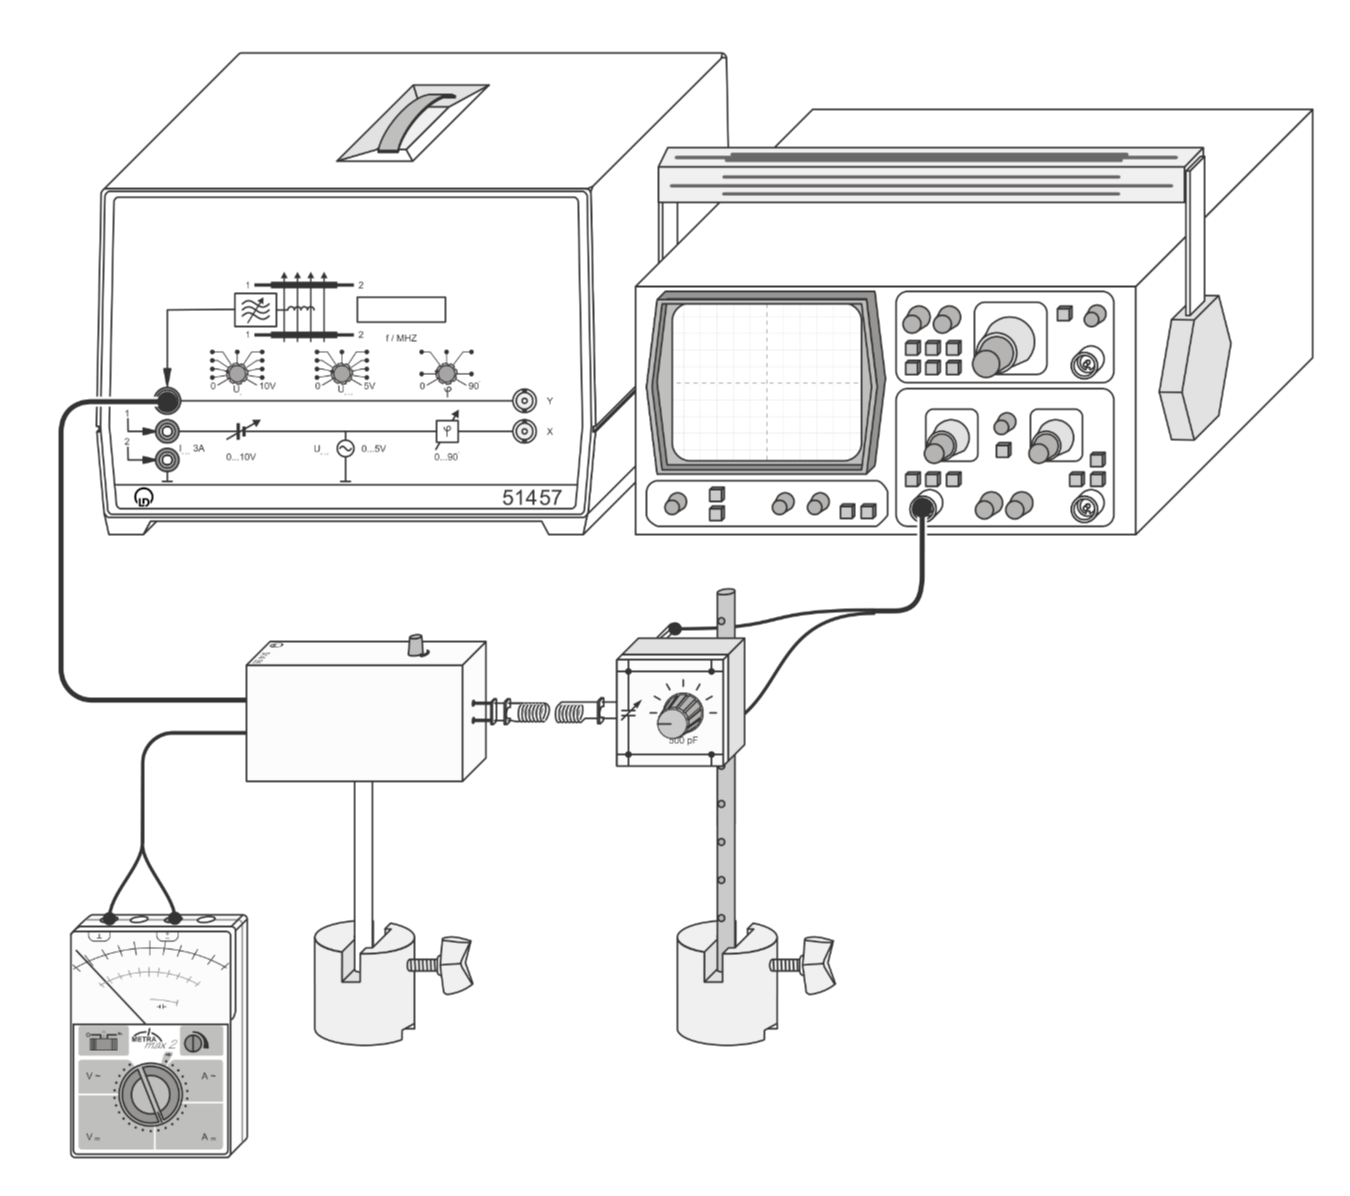 1 2
1 2
f / MHZ
0 U 10V
0 U... 5V
0 φ 90
Y
1
I... 3A
2
0...10V
U... 0...5V
φ
0...90
X
LD
51457
500 pF
METRA
max 2
V~ A~
V A